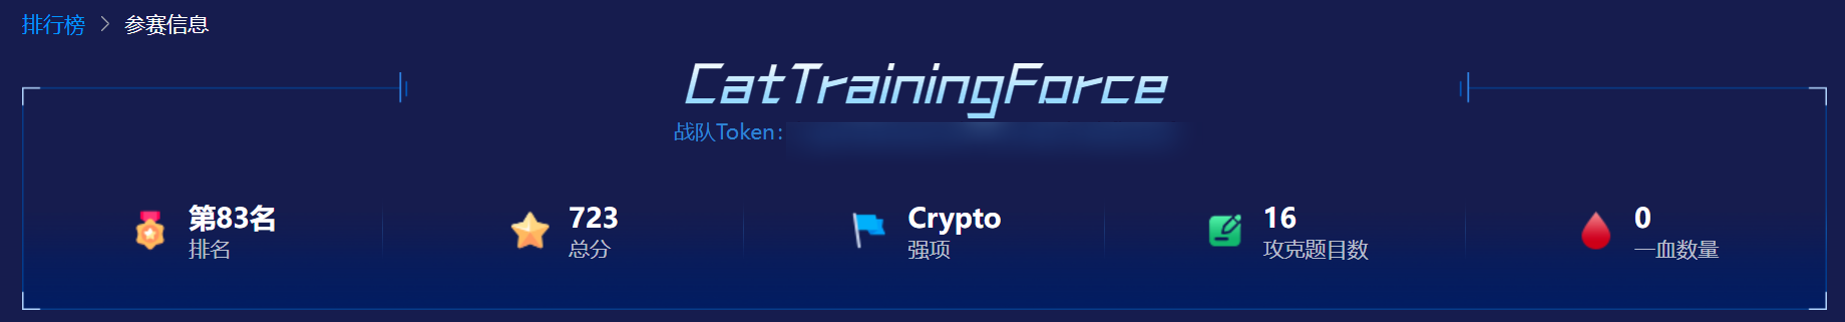 排行榜 > 参赛信息
CatTrainingForce
战队Token:
第83名
排名
723
总分
Crypto
强项
16
攻克题目数
0
一血数量